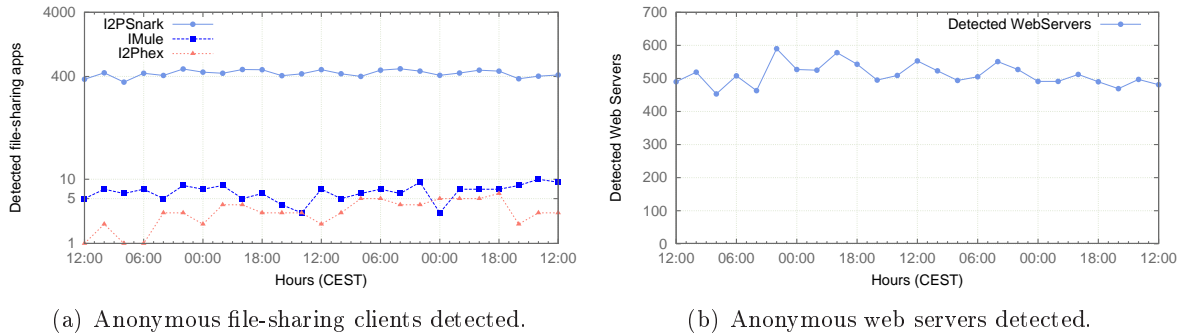 4000
400
10
5
1
Detected file-sharing apps
I2PSnark
IMule
I2Phex
12:00 06:00 00:00 18:00 12:00 06:00 00:00 18:00 12:00
Hours (CEST)
(a) Anonymous file-sharing clients detected.
700
600
500
400
300
200
100
0
Detected Web Servers
Detected WebServers
12:00 06:00 00:00 18:00 12:00 06:00 00:00 18:00 12:00
Hours (CEST)
(b) Anonymous web servers detected.